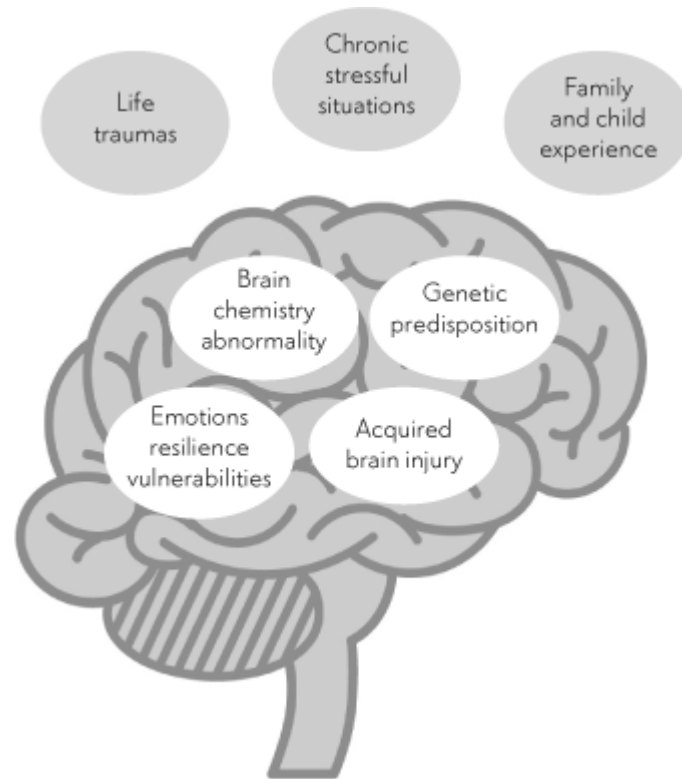 Chronic
stressful
situations
Life
traumas
Family
and child
experience
Brain
chemistry
abnormality
Genetic
predisposition
Emotions
resilience
vulnerabilities
Acquired
brain injury